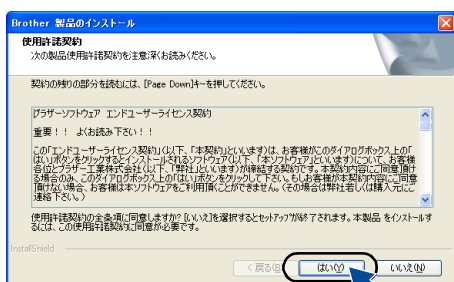 Brother 製品のインストール
使用許諾契約
次の製品使用許諾契約を注意深くお読みください。
契約の残りの部分を読むには、[Page Down]キーを押してください。
ブラザーソフトウェア エンドユーザーライセンス契約
重要！！ よくお読み下さい！！
この「エンドユーザーライセンス契約」(以下、「本契約」といいます)は、お客様がこのダイアログボックス上の「
はい」ボタンをクリックするとインストールされるソフトウェア(以下、「本ソフトウェア」といいます)について、お客様
各位とブラザー工業株式会社(以下、「弊社」といいます)が締結する契約です。本契約内容にご同意頂け
る場合のみ、このダイアログボックス上の「はい」ボタンをクリックして下さい。もしお客様が本契約内容にご同意
頂けない場合、お客様は本ソフトウェアをご利用頂くことができません。(その場合は弊社若しくは購入元にご
連絡下さい。)
使用許諾契約の全条項に同意しますか? [いいえ]を選択するとセットアップが終了されます。本製品 をインストールす
るには、この使用許諾契約に同意が必要です。
InstallShield
< 戻る(B)
はい(Y)
いいえ(N)